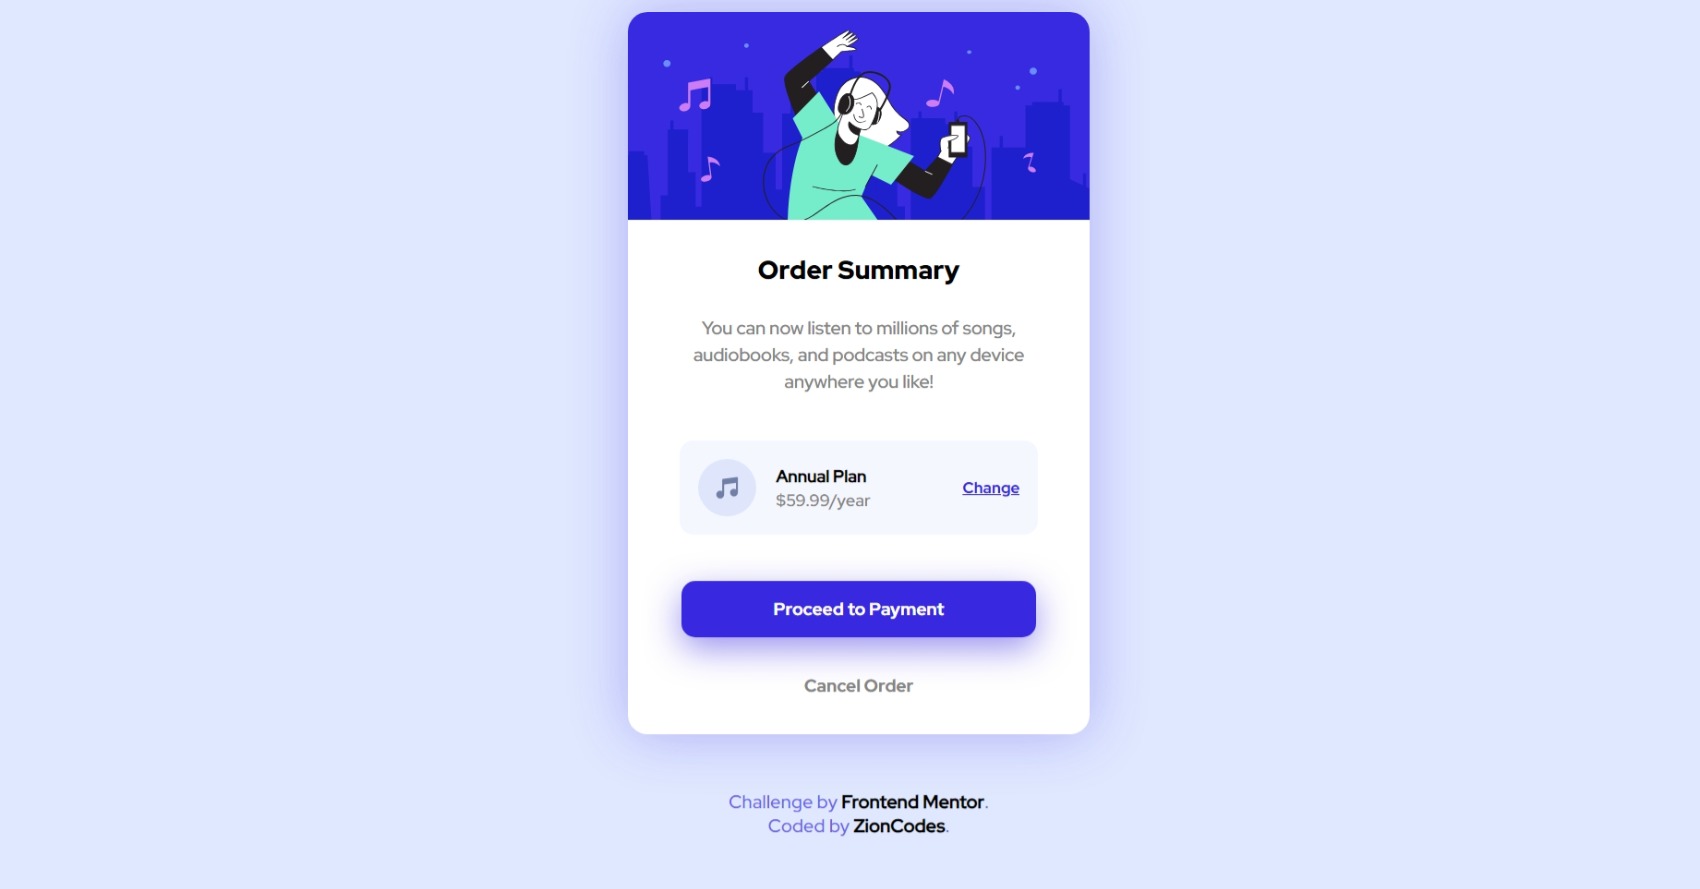 Order Summary
You can now listen to millions of songs,
audiobooks, and podcasts on any device
anywhere you like!
Annual Plan
$59.99/year
Change
Proceed to Payment
Cancel Order
Challenge by Frontend Mentor.
Coded by ZionCodes.